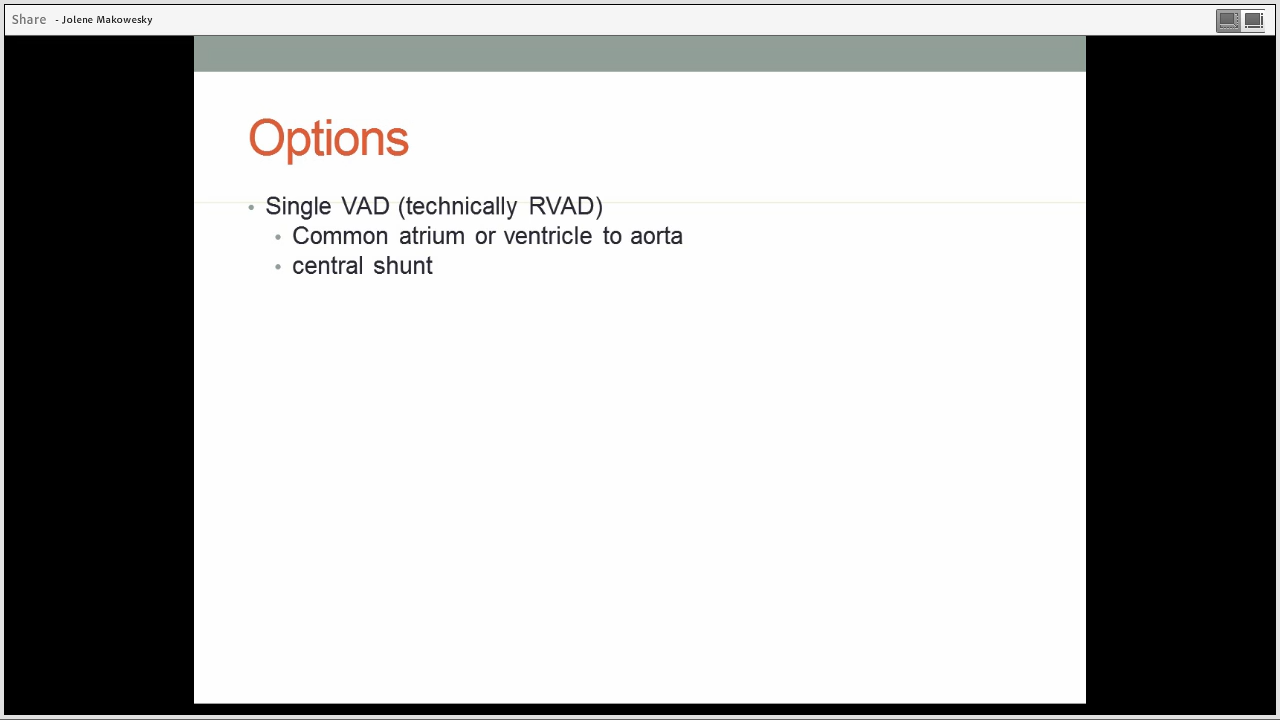 Share - Jolene Makowesky
Options
• Single VAD (technically RVAD)
• Common atrium or ventricle to aorta
• central shunt